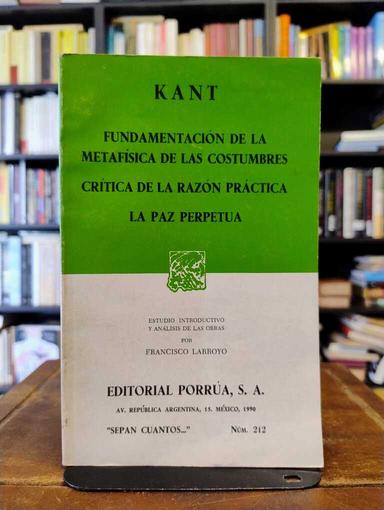 KANT
FUNDAMENTACIÓN DE LA
METAFÍSICA DE LAS COSTUMBRES
CRÍTICA DE LA RAZÓN PRÁCTICA
LA PAZ PERPETUA
ESTUDIO INTRODUCTIVO
Y ANÁLISIS DE LAS OBRAS
POR
FRANCISCO LARROYO
EDITORIAL PORRÚA, S. A.
AV. REPÚBLICA ARGENTINA, 15. MÉXICO, 1990
"SEPAN CUANTOS..." NÚM. 212